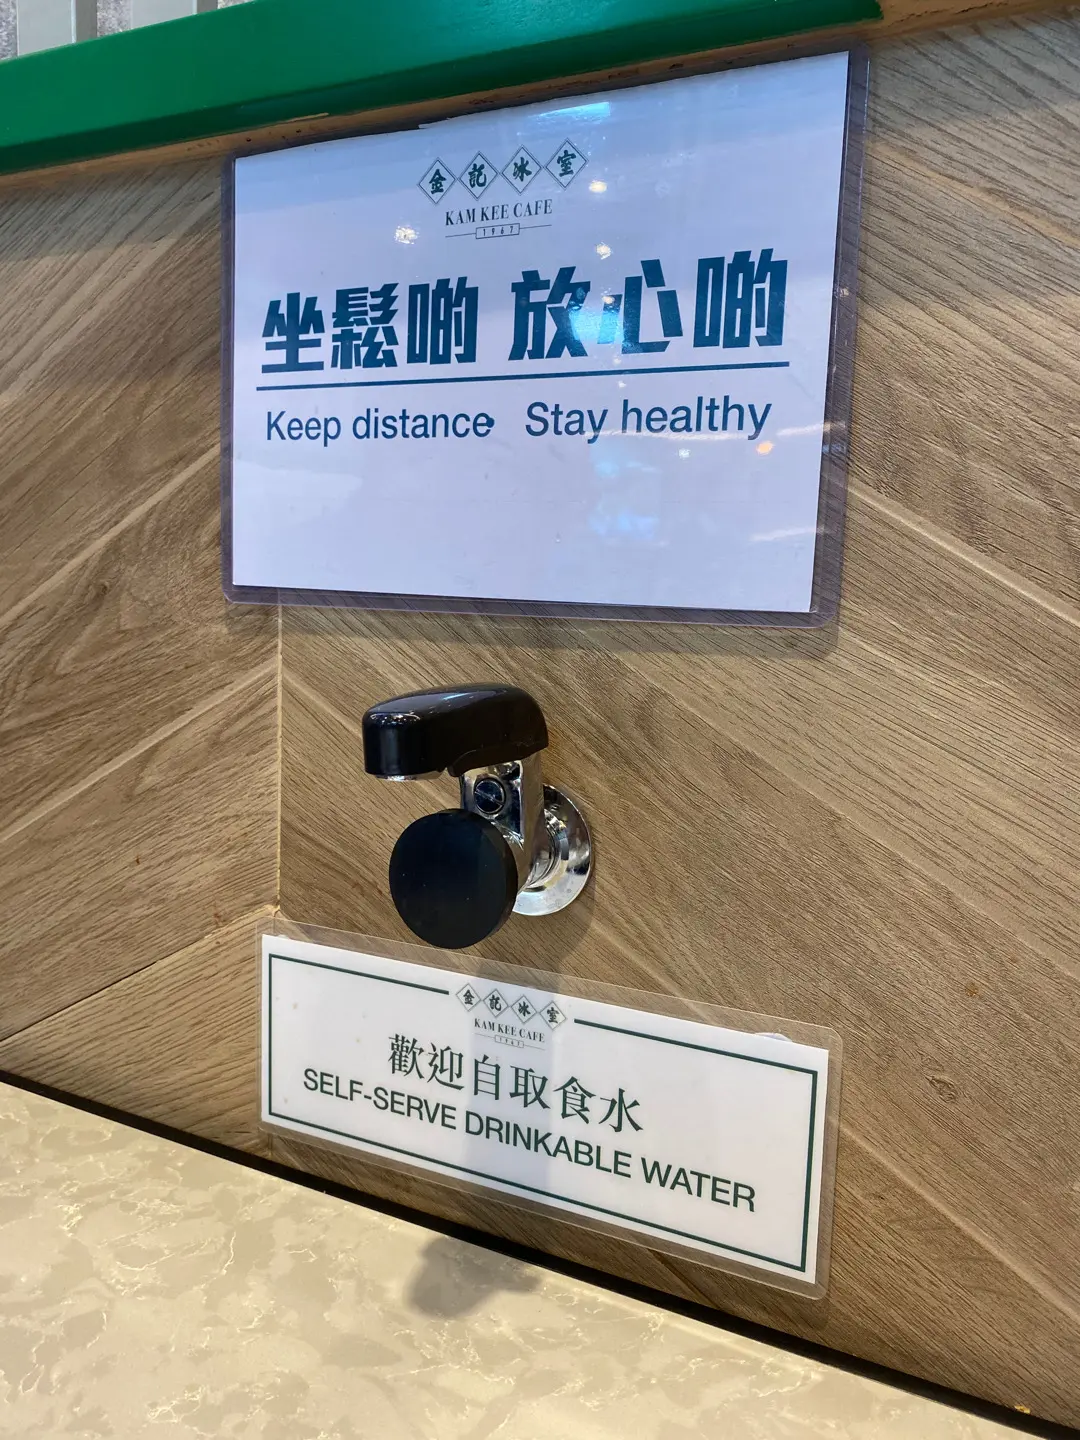 金記冰室
KAM KEE CAFE
1967
坐鬆啲 放心啲
Keep distance Stay healthy
金記冰室
KAM KEE CAFE
1967
歡迎自取食水
SELF-SERVE DRINKABLE WATER